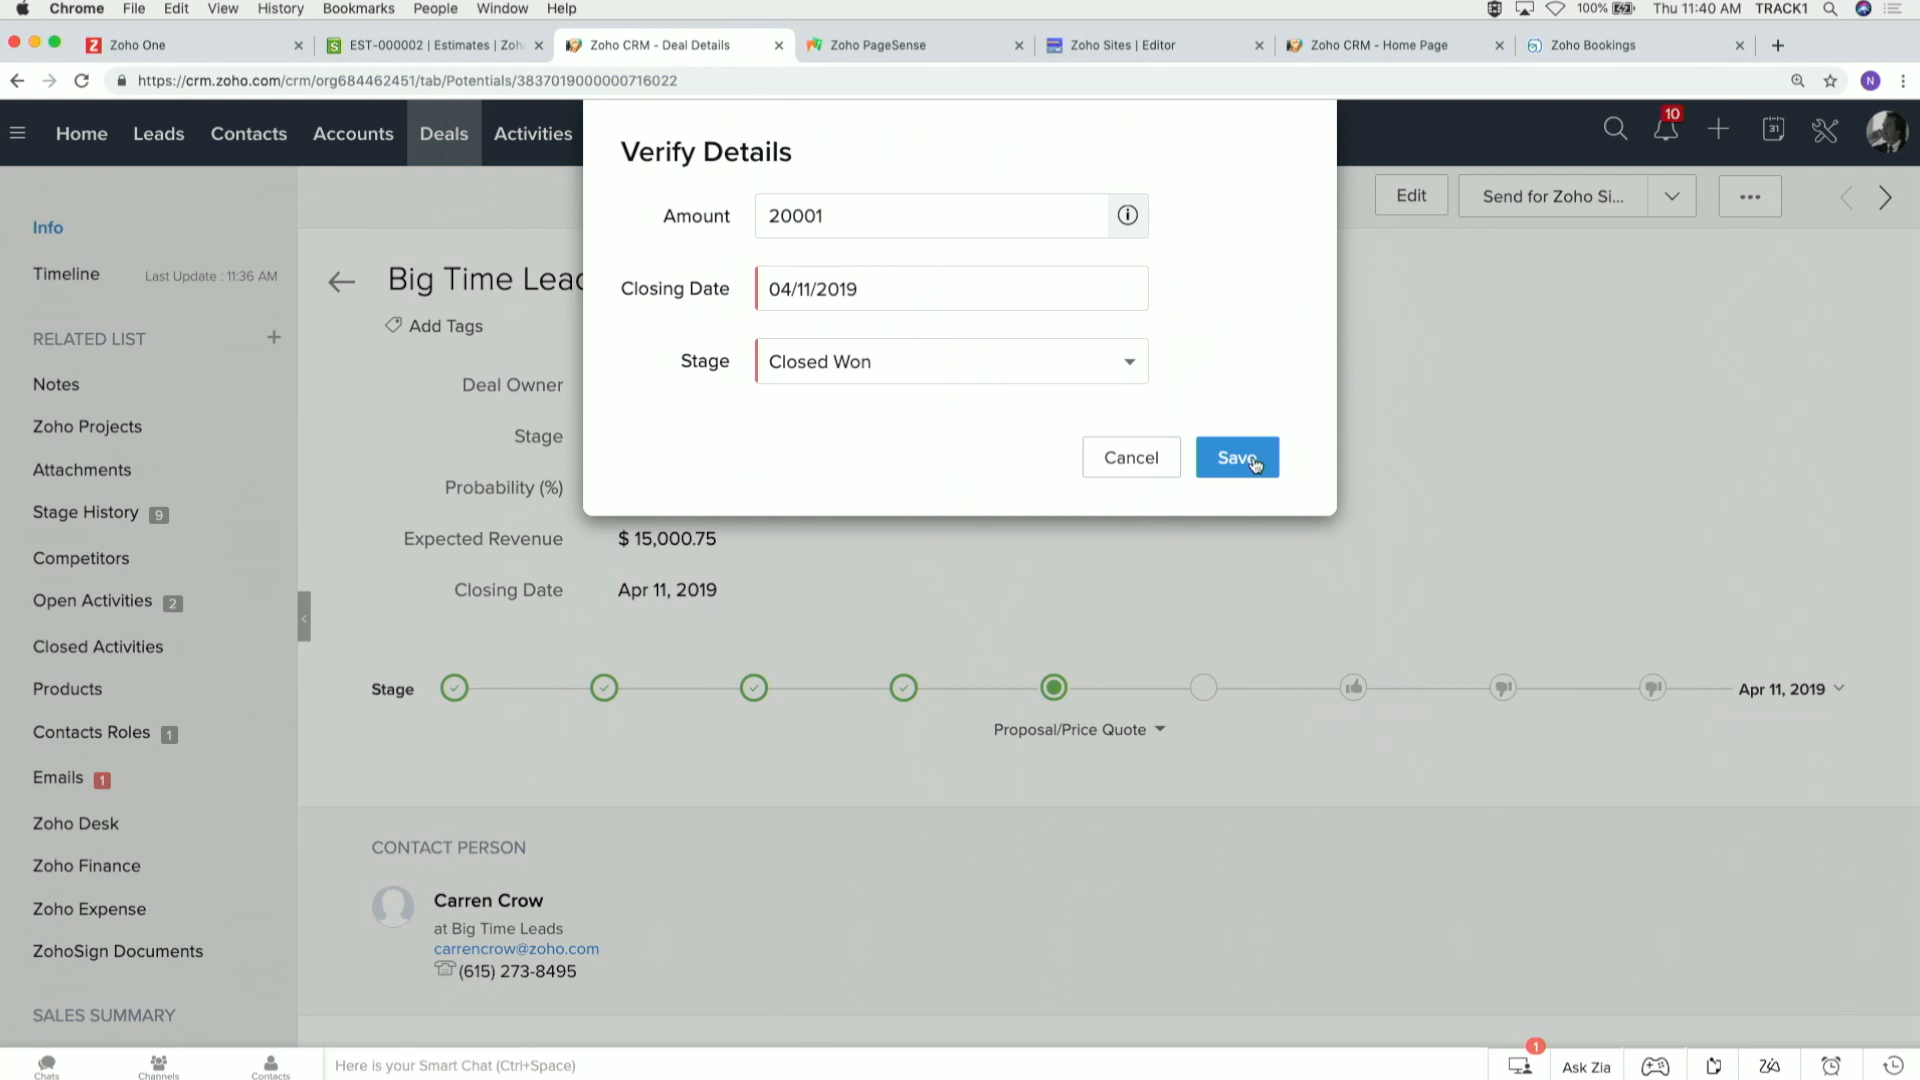 Chrome File Edit View History Bookmarks People Window Help 100% Thu 11:40 AM TRACK1
Zoho One EST-000002 | Estimates | Zoh Zoho CRM - Deal Details Zoho PageSense Zoho Sites | Editor Zoho CRM - Home Page Zoho Bookings
https://crm.zoho.com/crm/org684462451/tab/Potentials/3837019000000716022 N
Home Leads Contacts Accounts Deals Activities 10 31
Verify Details
Amount 20001
Closing Date 04/11/2019
Stage Closed Won
Cancel Save
Edit Send for Zoho Si...
Info
Timeline Last Update : 11:36 AM
RELATED LIST
Notes
Zoho Projects
Attachments
Stage History 9
Competitors
Open Activities 2
Closed Activities
Products
Contacts Roles 1
Emails 1
Zoho Desk
Zoho Finance
Zoho Expense
ZohoSign Documents
SALES SUMMARY
Big Time Lead
Add Tags
Deal Owner
Stage
Probability (%)
Expected Revenue $ 15,000.75
Closing Date Apr 11, 2019
Stage Apr 11, 2019
Proposal/Price Quote
CONTACT PERSON
Carren Crow
at Big Time Leads
carrencrow@zoho.com
(615) 273-8495
Chats Channels Contacts Here is your Smart Chat (Ctrl+Space) 1 Ask Zia